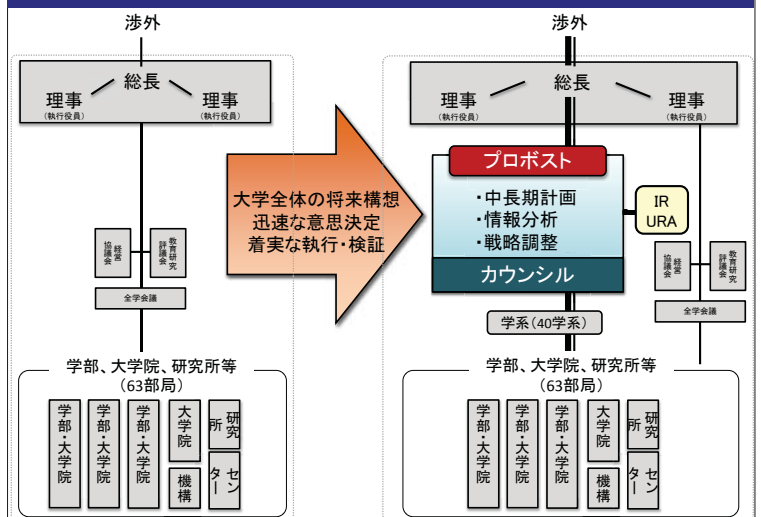 渉外
総長
理事
(執行役員)
理事
(執行役員)
経営
協議会
教育研究
評議会
全学会議
学部、大学院、研究所等
(63部局)
学部・大学院
学部・大学院
学部・大学院
大学院
機構
研究
所
セン
ター
大学全体の将来構想
迅速な意思決定
着実な執行・検証
渉外
総長
理事
(執行役員)
理事
(執行役員)
プロボスト
・中長期計画
・情報分析
・戦略調整
カウンシル
IR
URA
学系(40学系)
経営
協議会
教育研究
評議会
全学会議
学部、大学院、研究所等
(63部局)
学部・大学院
学部・大学院
学部・大学院
大学院
機構
研究
所
セン
ター